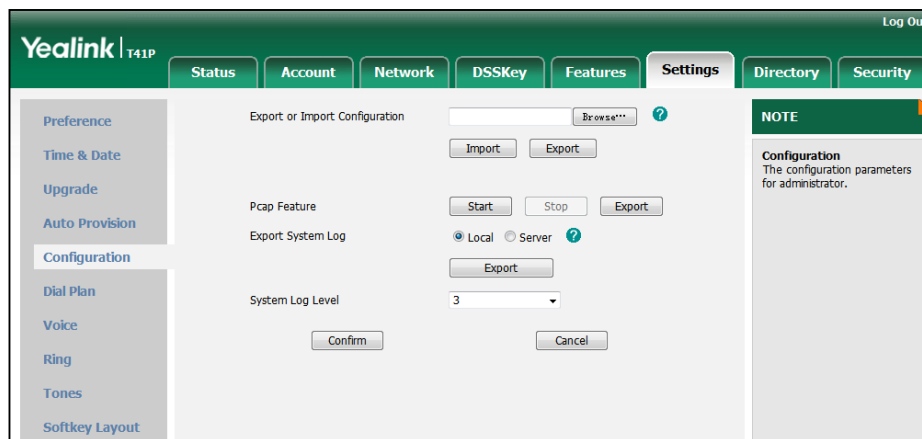 Log Ou
Yealink T41P
Status Account Network DSSKey Features Settings Directory Security
Preference
Time & Date
Upgrade
Auto Provision
Configuration
Dial Plan
Voice
Ring
Tones
Softkey Layout
Export or Import Configuration Browse... ?
Import Export
Pcap Feature Start Stop Export
Export System Log Local Server ?
Export
System Log Level 3
Confirm Cancel
NOTE
Configuration
The configuration parameters
for administrator.